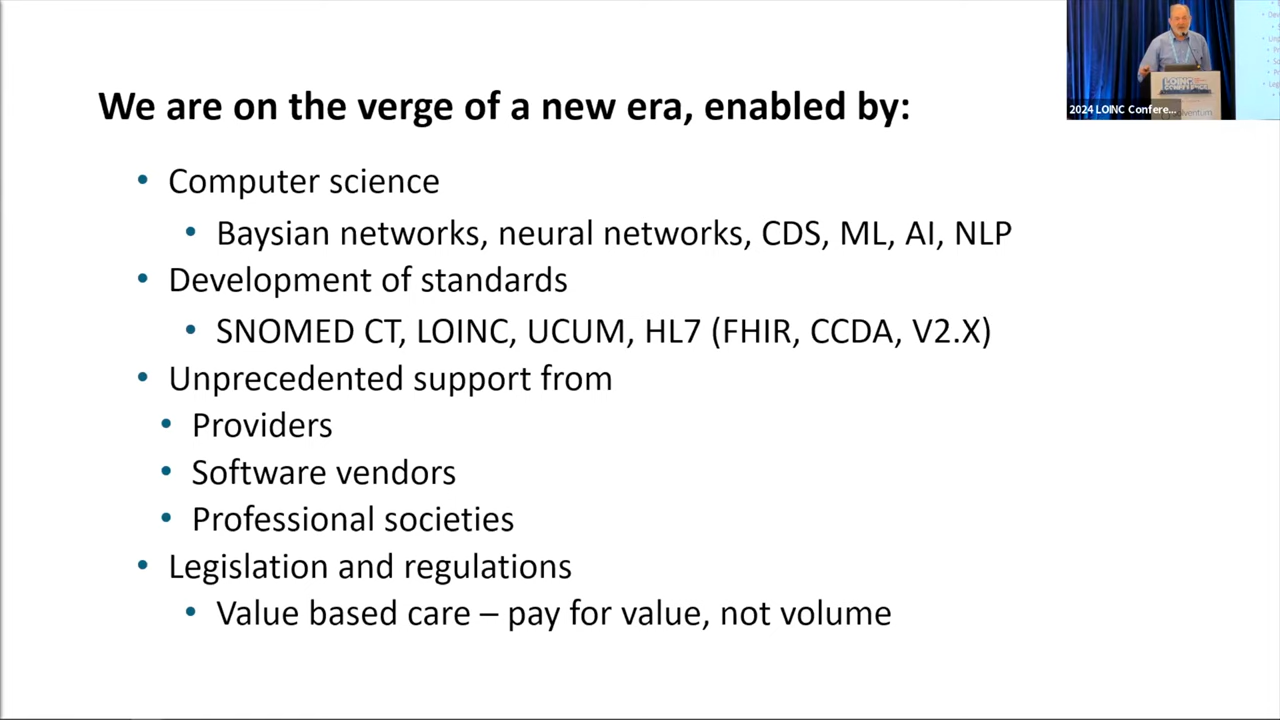 We are on the verge of a new era, enabled by:
• Computer science
• Baysian networks, neural networks, CDS, ML, AI, NLP
• Development of standards
• SNOMED CT, LOINC, UCUM, HL7 (FHIR, CCDA, V2.X)
• Unprecedented support from
• Providers
• Software vendors
• Professional societies
• Legislation and regulations
• Value based care – pay for value, not volume
2024 LOINC Confere...
LOINC